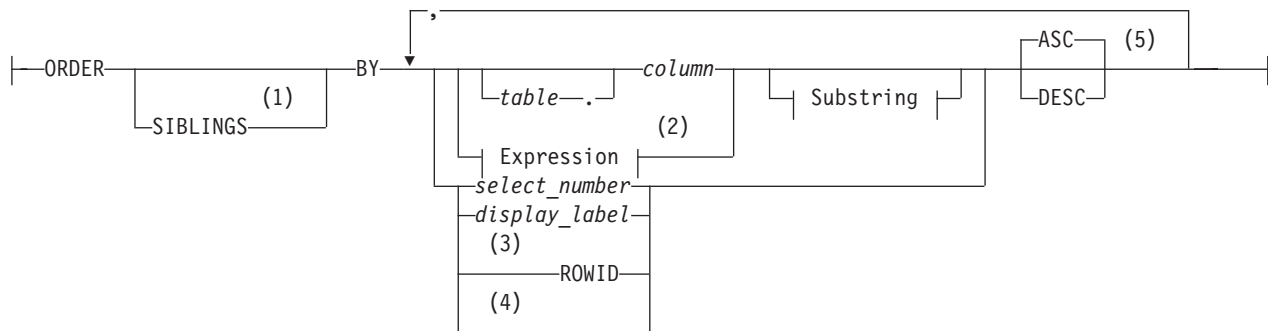 ,
ORDER BY table . column Substring ASC (5)
SIBLINGS (1) DESC
(2)
Expression
select_number
display_label
(3)
ROWID
(4)